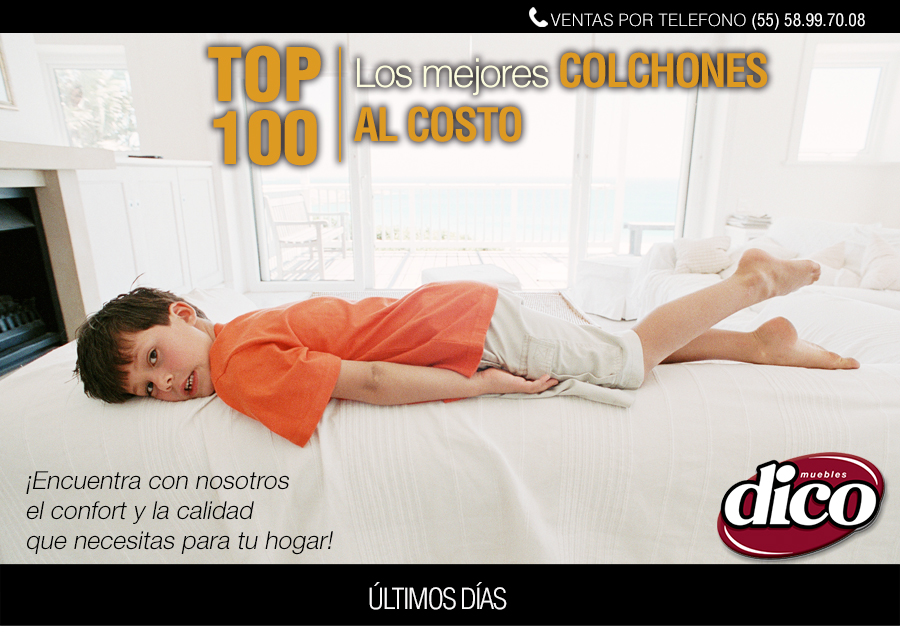 VENTAS POR TELEFONO (55) 58.99.70.08
TOP
100
Los mejores COLCHONES
AL COSTO
¡Encuentra con nosotros
el confort y la calidad
que necesitas para tu hogar!
muebles
dico
ÚLTIMOS DÍAS